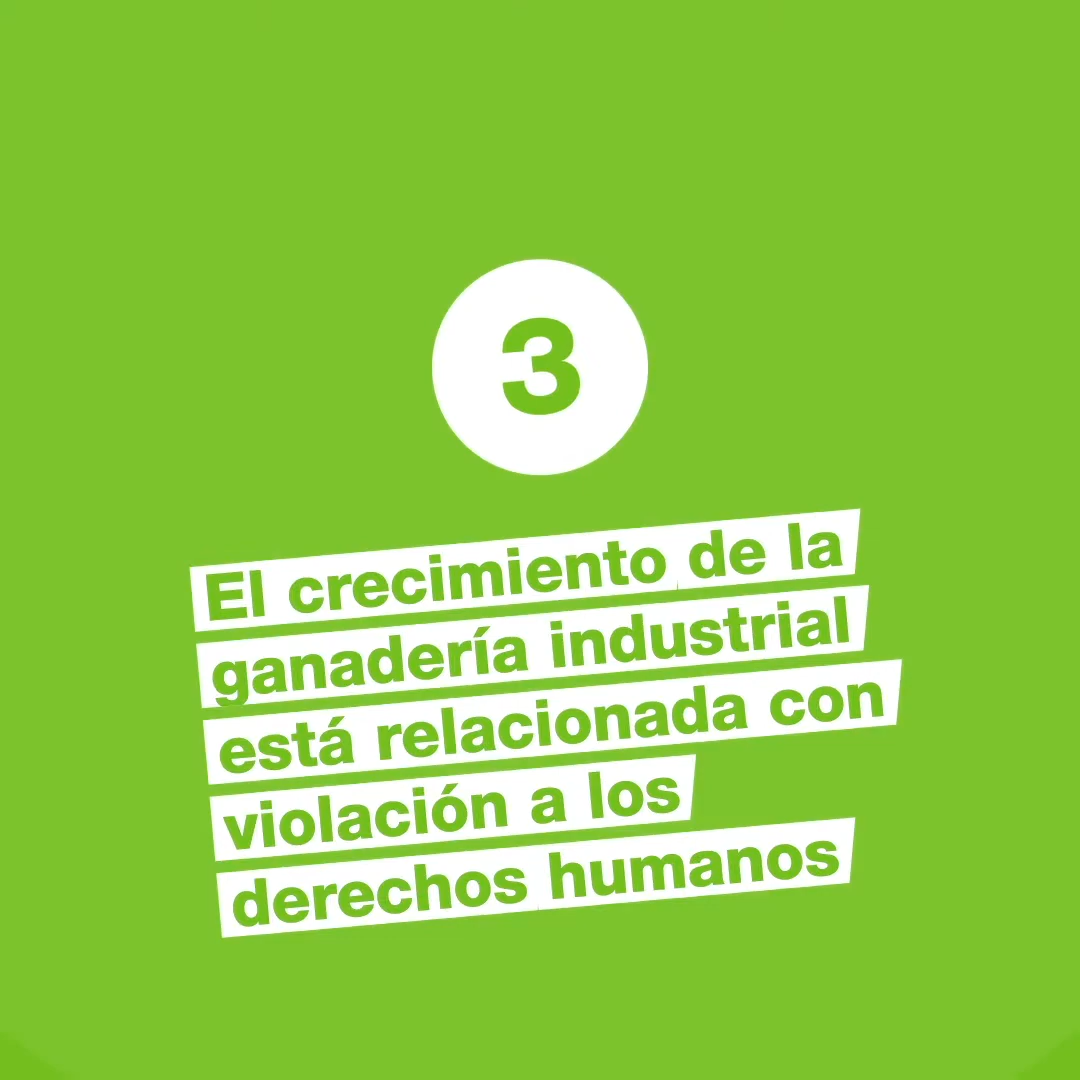 3
El crecimiento de la
ganadería industrial
está relacionada con
violación a los
derechos humanos